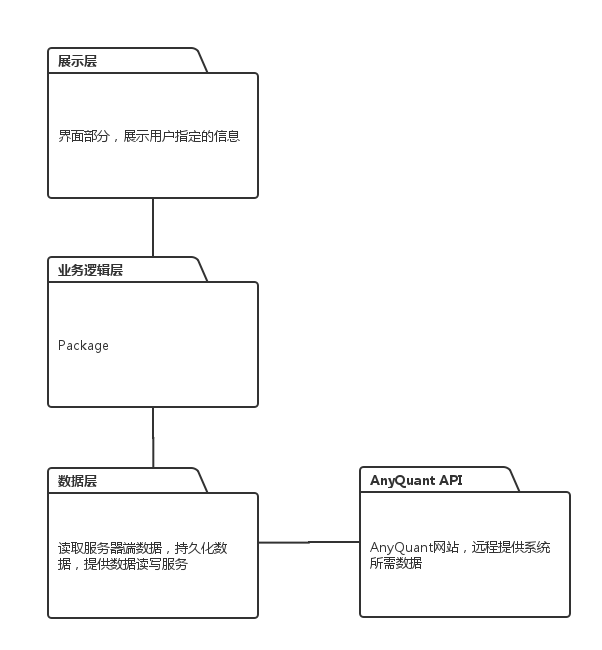 展示层
界面部分，展示用户指定的信息
业务逻辑层
Package
数据层
读取服务器端数据，持久化数
据，提供数据读写服务
AnyQuant API
AnyQuant网站，远程提供系统
所需数据